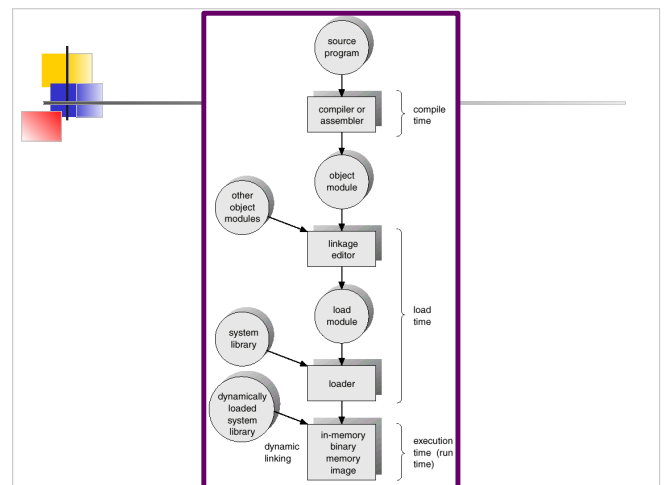 source
program
compiler or
assembler
compile
time
object
module
other
object
modules
linkage
editor
load
module
load
time
system
library
loader
dynamically
loaded
system
library
dynamic
linking
in-memory
binary
memory
image
execution
time (run
time)